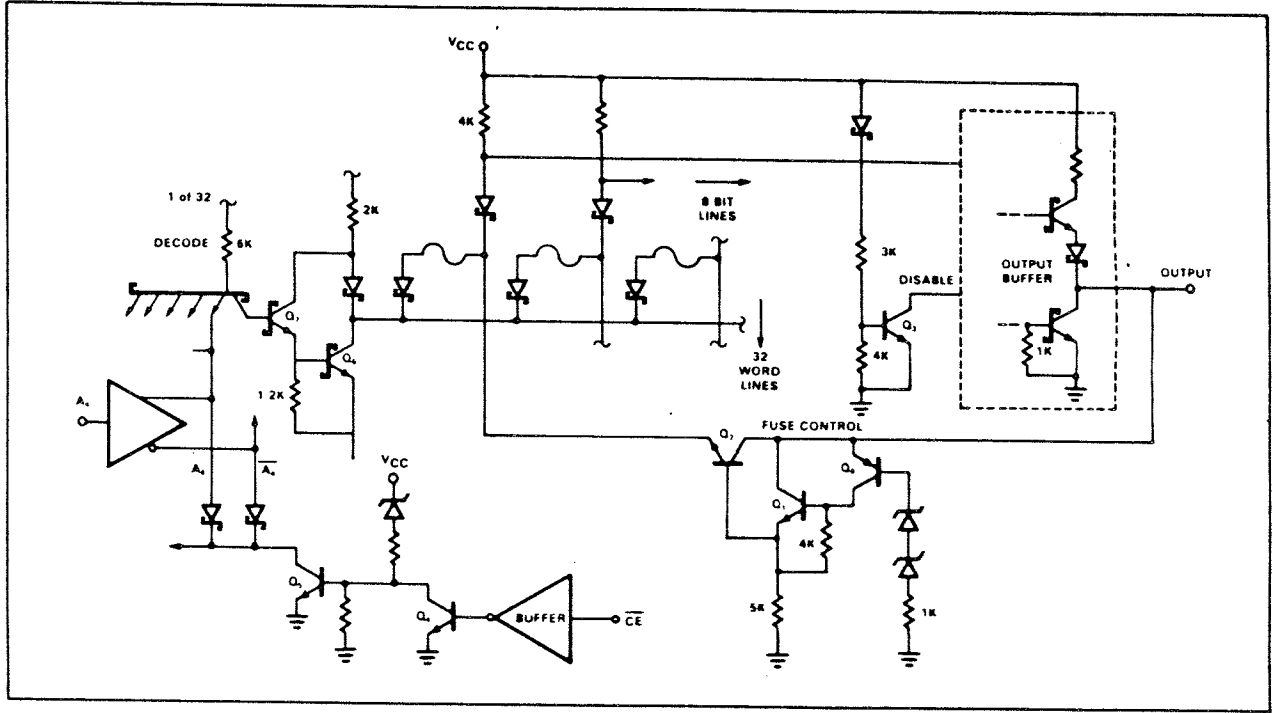 VCC
4K
1 of 32
DECODE
6K
2K
8 BIT
LINES
3K
DISABLE
OUTPUT
BUFFER
OUTPUT
Q7
Q6
Q3
4K
1K
1 2K
32
WORD
LINES
A4
A4
A4
Q2
FUSE CONTROL
Q1
4K
VCC
Q5
Q4
BUFFER
CE
5K
1K